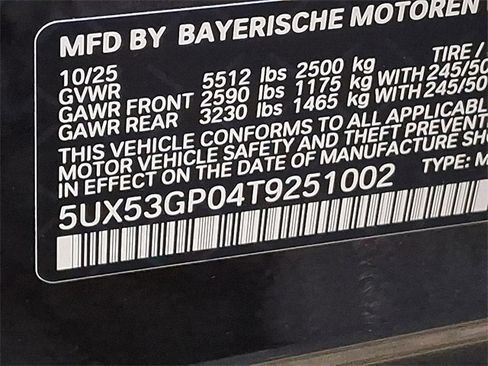 MFD BY BAYERISCHE MOTOREN
10/25
GVWR 5512 lbs 2500 kg TIRE /
GAWR FRONT 2590 lbs 1175 kg WITH 245/50
GAWR REAR 3230 lbs 1465 kg WITH 245/50
THIS VEHICLE CONFORMS TO ALL APPLICABLE
MOTOR VEHICLE SAFETY AND THEFT PREVENT
IN EFFECT ON THE DATE OF MANUFACTURE SHO
TYPE: M
5UX53GP04T9251002